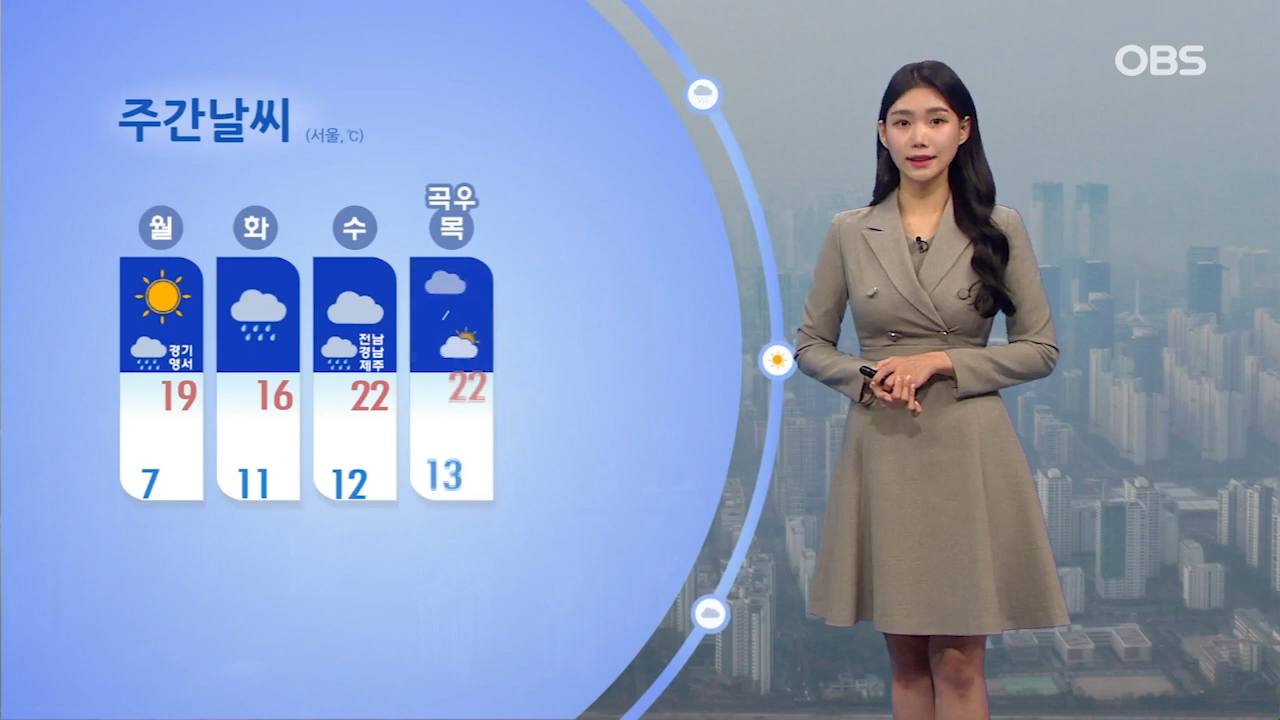 OBS
주간날씨 (서울, ℃)
곡우
월 화 수 목
경기
영서
전남
경남
제주
19 16 22 22
7 11 12 13